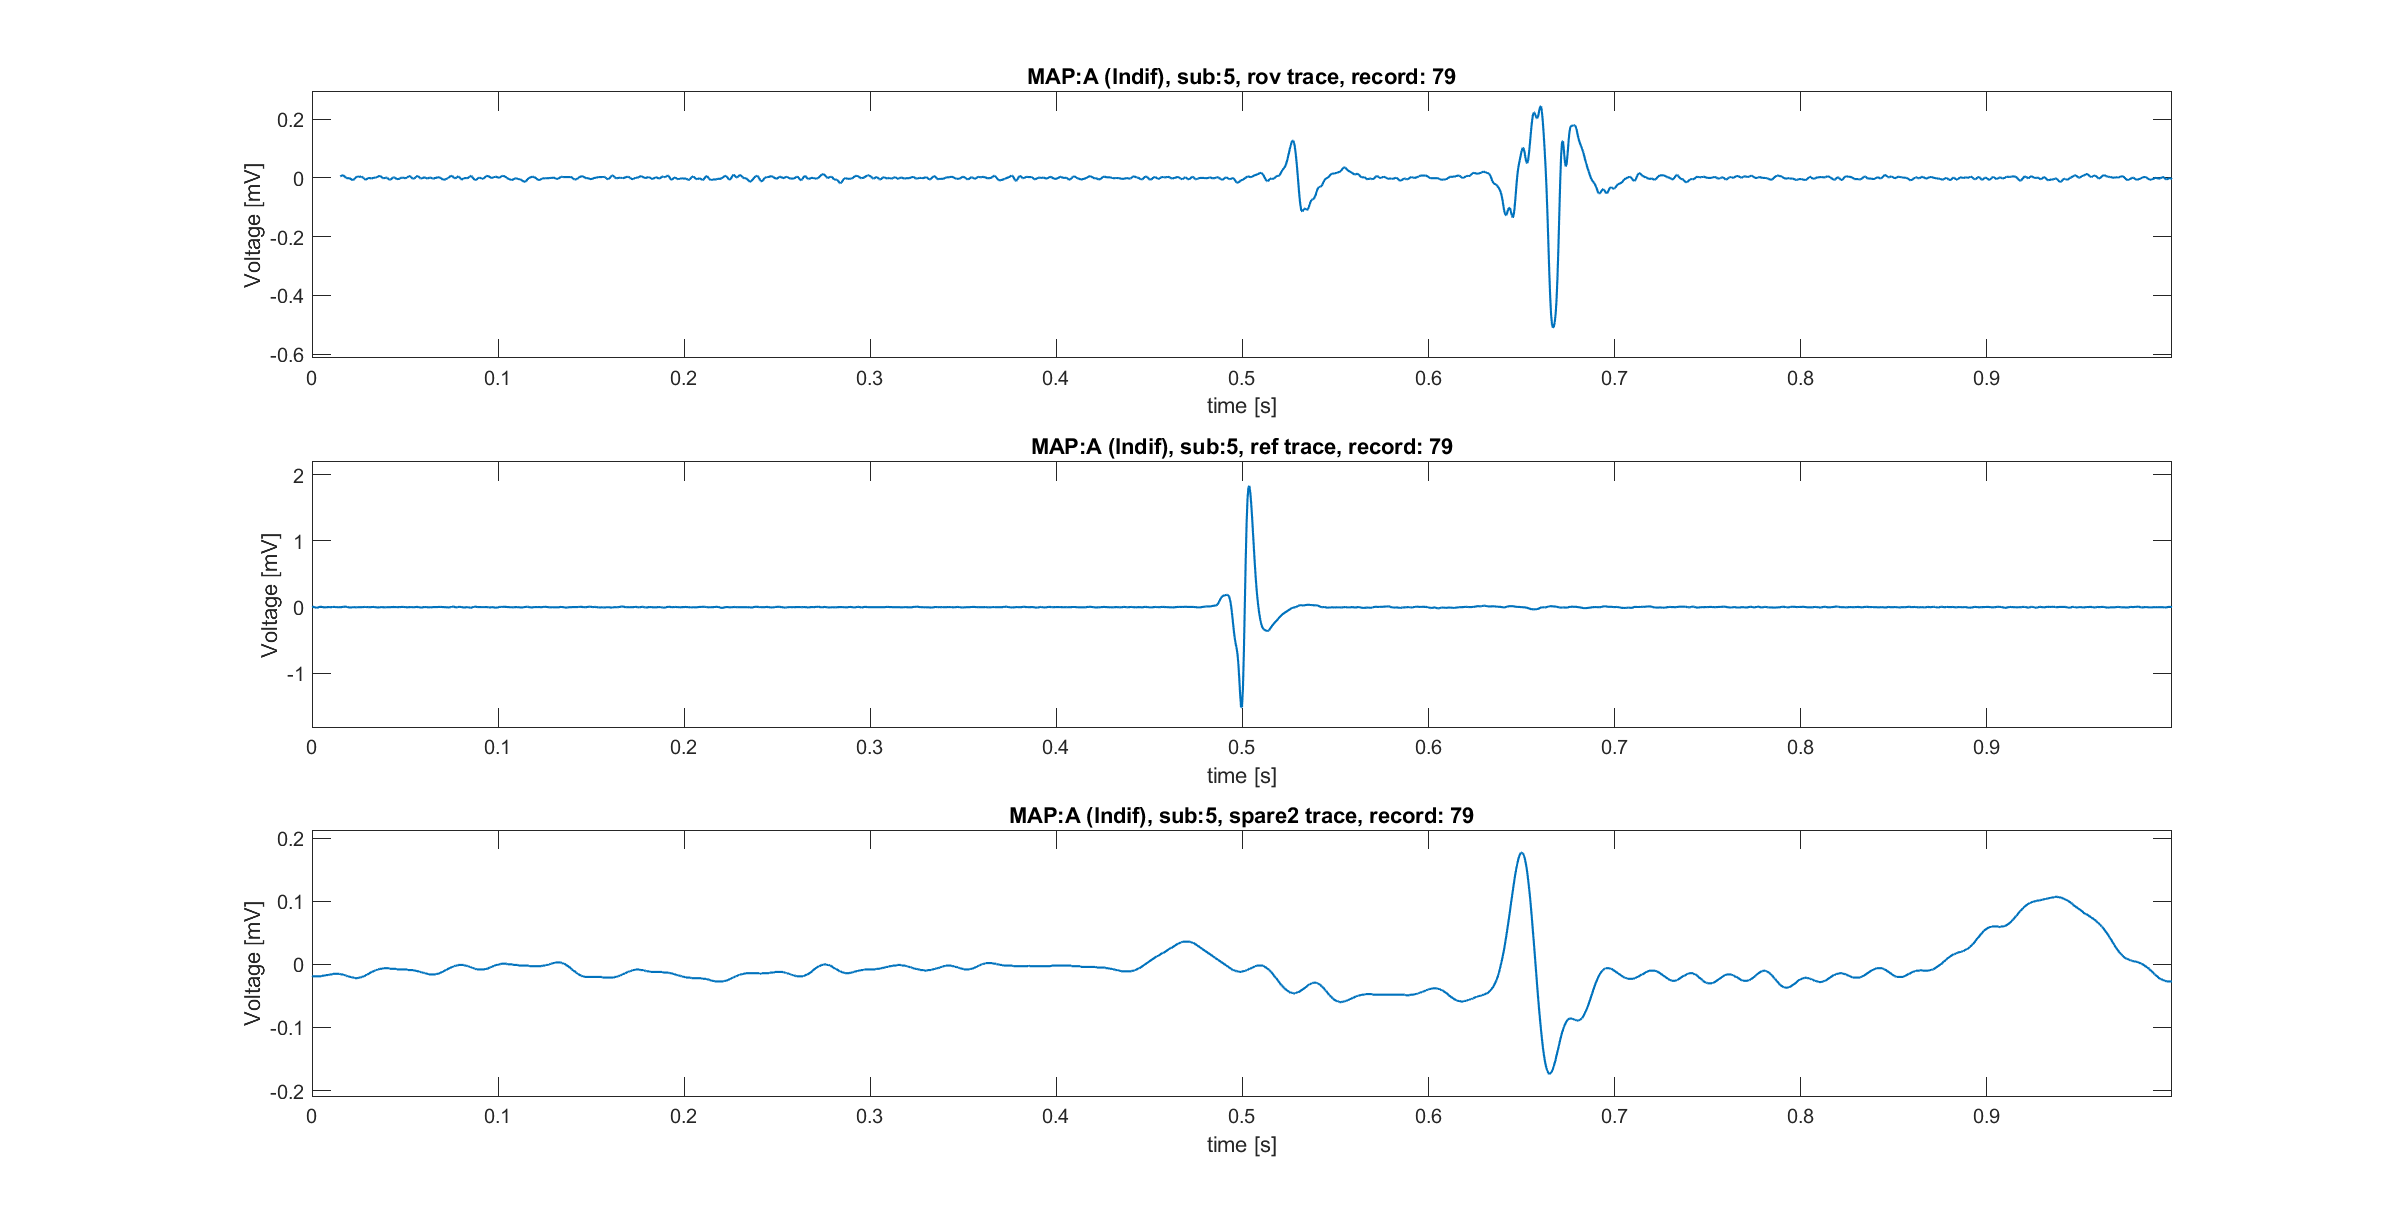 MAP:A (Indif), sub:5, rov trace, record: 79
Voltage [mV]
0.2
0
-0.2
-0.4
-0.6
0 0.1 0.2 0.3 0.4 0.5 0.6 0.7 0.8 0.9
time [s]
MAP:A (Indif), sub:5, ref trace, record: 79
Voltage [mV]
2
1
0
-1
0 0.1 0.2 0.3 0.4 0.5 0.6 0.7 0.8 0.9
time [s]
MAP:A (Indif), sub:5, spare2 trace, record: 79
Voltage [mV]
0.2
0.1
0
-0.1
-0.2
0 0.1 0.2 0.3 0.4 0.5 0.6 0.7 0.8 0.9
time [s]